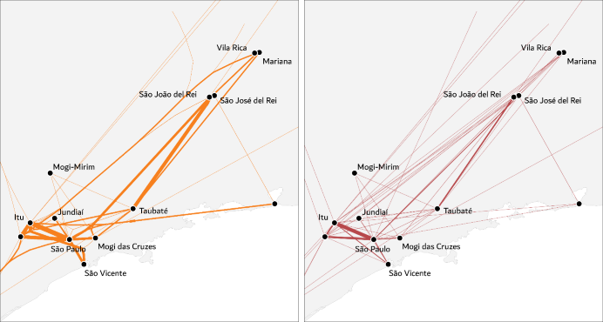 Vila Rica
Mariana
São João del Rei
São José del Rei
Mogi-Mirim
Itu
Jundiaí
Taubaté
São Paulo
Mogi das Cruzes
São Vicente
Vila Rica
Mariana
São João del Rei
São José del Rei
Mogi-Mirim
Itu
Jundiaí
Taubaté
São Paulo
Mogi das Cruzes
São Vicente